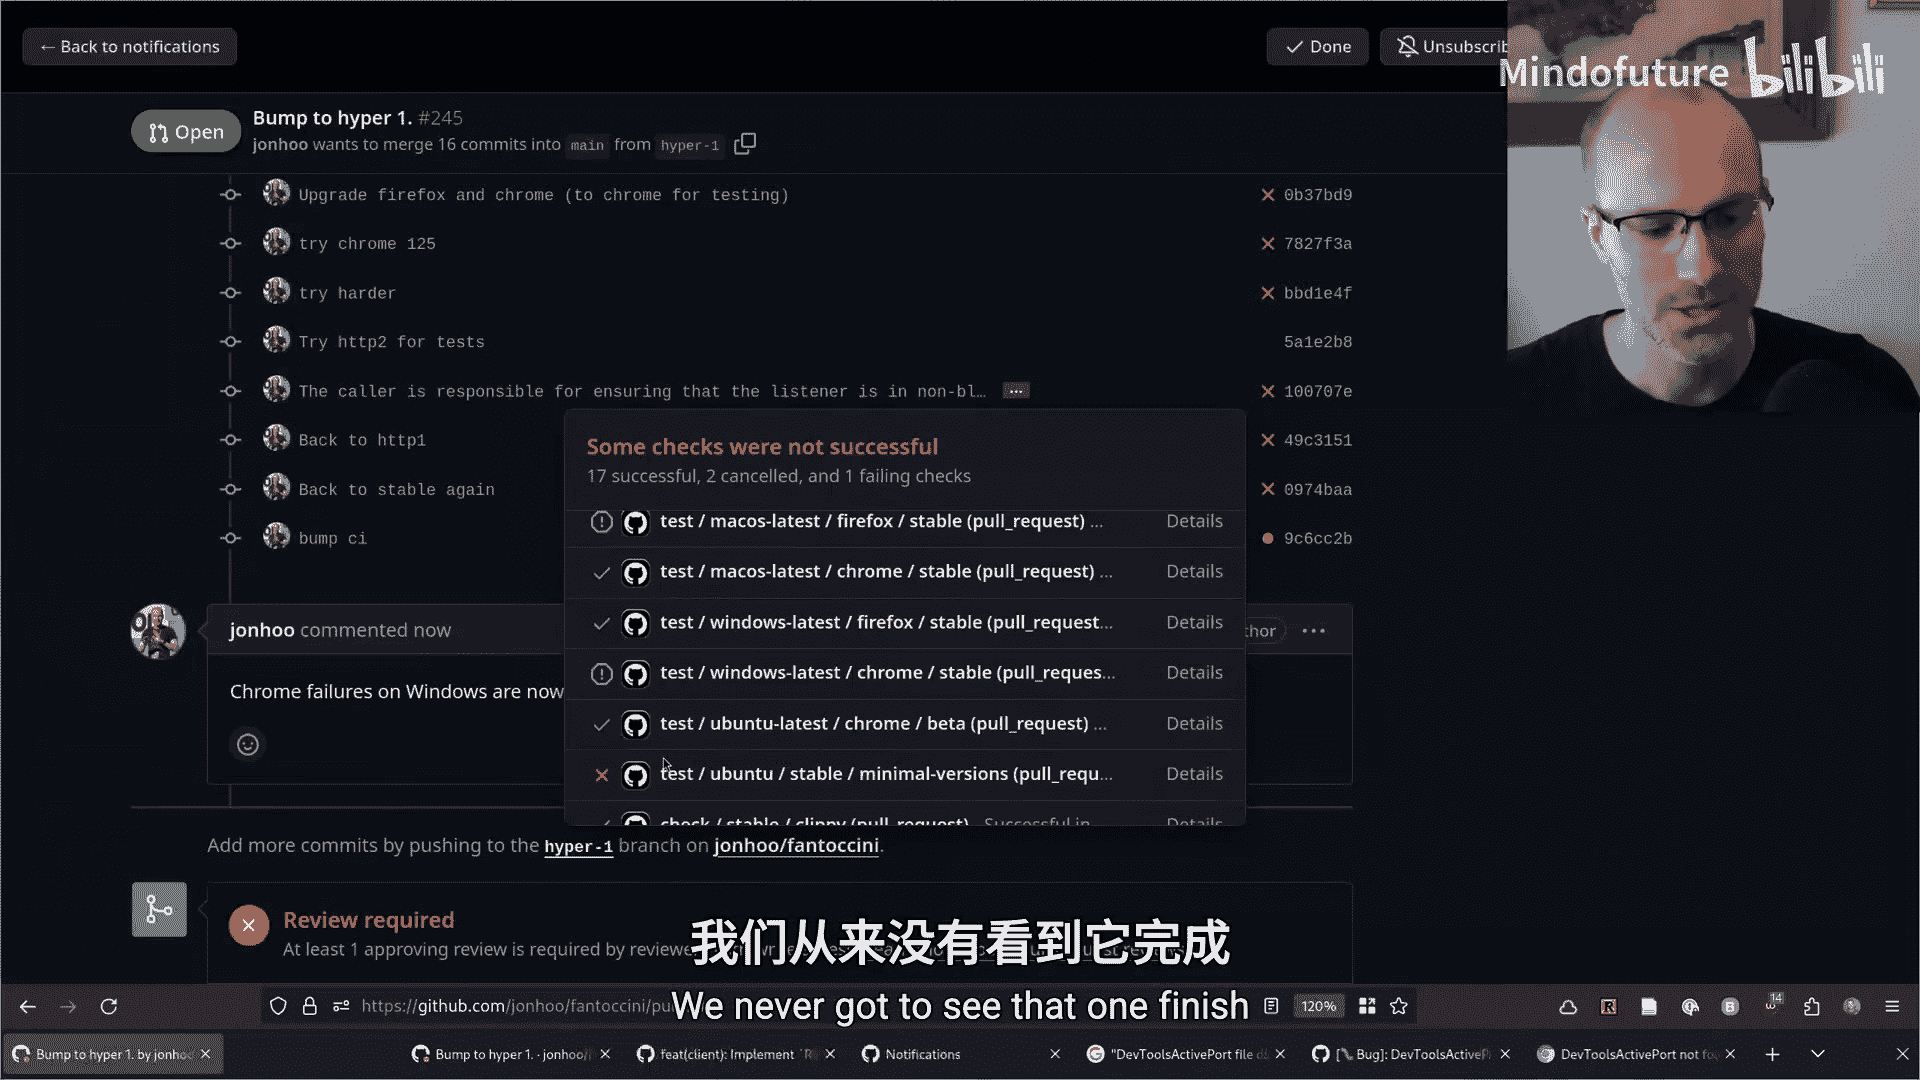 ← Back to notifications
Done
Unsubscrib
Mindofuture bilibili
Open
Bump to hyper 1. #245
jonhoo wants to merge 16 commits into main from hyper-1
Upgrade firefox and chrome (to chrome for testing)
0b37bd9
try chrome 125
7827f3a
try harder
bbd1e4f
Try http2 for tests
5a1e2b8
The caller is responsible for ensuring that the listener is in non-bl… ...
100707e
Back to http1
49c3151
Back to stable again
0974baa
bump ci
9c6cc2b
Some checks were not successful
17 successful, 2 cancelled, and 1 failing checks
test / macos-latest / firefox / stable (pull_request) ...
Details
test / macos-latest / chrome / stable (pull_request) ...
Details
test / windows-latest / firefox / stable (pull_request...
Details
test / windows-latest / chrome / stable (pull_reques...
Details
test / ubuntu-latest / chrome / beta (pull_request) ...
Details
test / ubuntu / stable / minimal-versions (pull_requ...
Details
check / stable / clippy (pull_request) Successful in
Details
jonhoo commented now
thor
Chrome failures on Windows are now
Add more commits by pushing to the hyper-1 branch on jonhoo/fantoccini.
Review required
At least 1 approving review is required by reviewe
我们从来没有看到它完成
We never got to see that one finish
https://github.com/jonhoo/fantoccini/pu
120%
14
Bump to hyper 1. by jonhoo
Bump to hyper 1. · jonhoo/
feat(client): Implement `R
Notifications
"DevToolsActivePort file d
[🐛 Bug]: DevToolsActiveP
DevToolsActivePort not fo